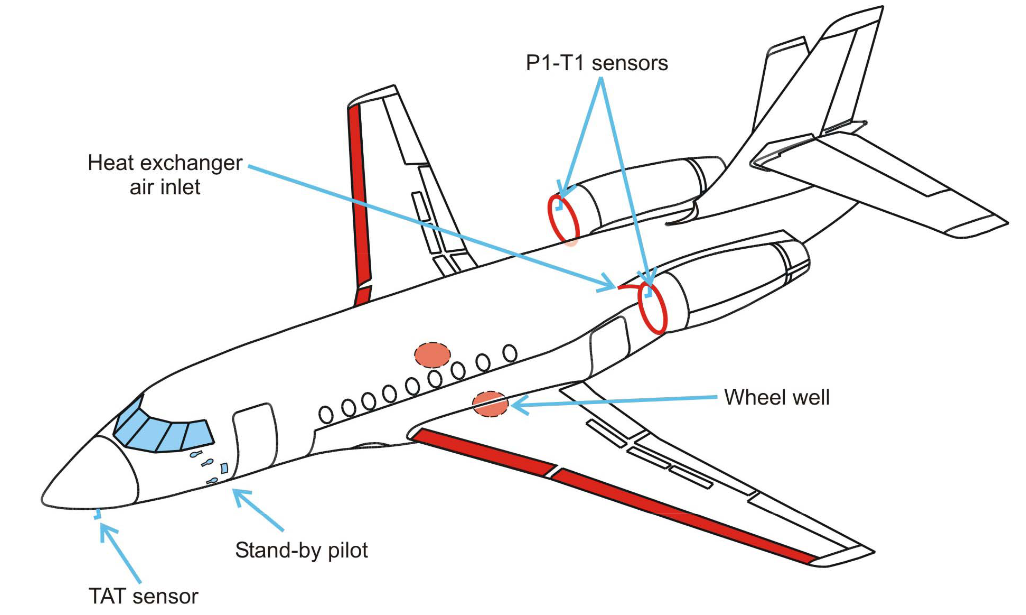 P1-T1 sensors
Heat exchanger
air inlet
Wheel well
Stand-by pilot
TAT sensor